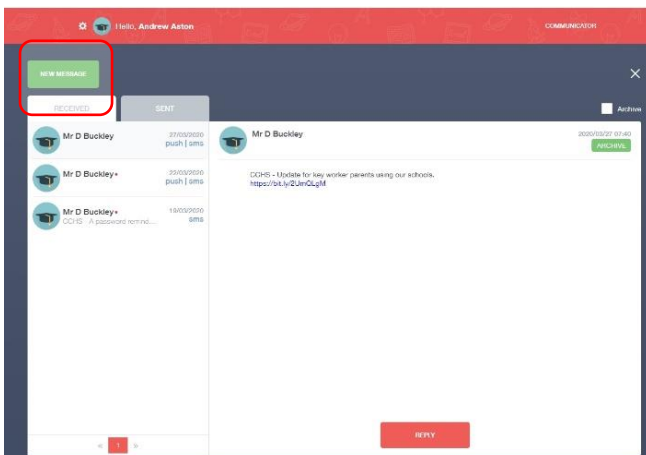 Hello, Andrew Aston
COMMUNICATOR
NEW MESSAGE
RECEIVED
SENT
Archive
Mr D Buckley
27/03/2020
push | sms
Mr D Buckley•
22/03/2020
push | sms
Mr D Buckley•
19/03/2020
CCHS - A password remind...
sms
Mr D Buckley
2020/03/27 07:40
ARCHIVE
CCHS - Update for key worker parents using our schools.
https://bit.ly/2UmQLgM
REPLY
« 1 »